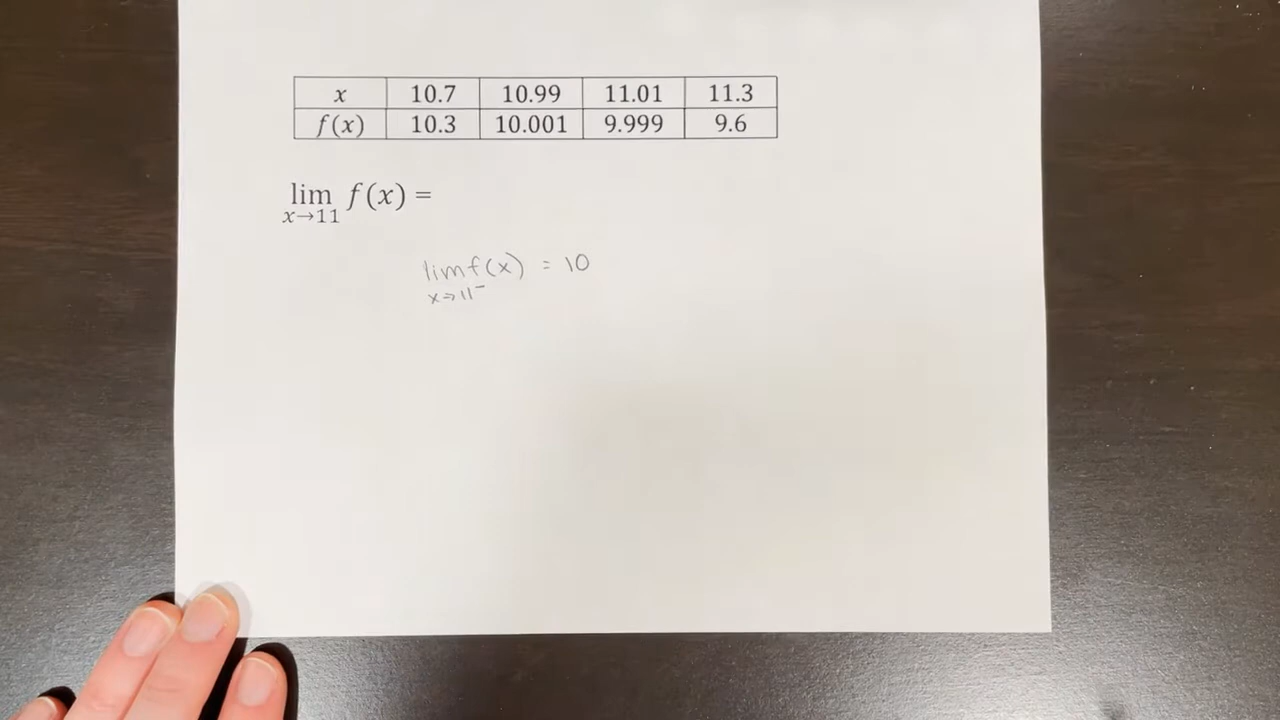 x 10.7 10.99 11.01 11.3
f(x) 10.3 10.001 9.999 9.6
lim f(x) =
x→11
lim f(x) = 10
x→11⁻